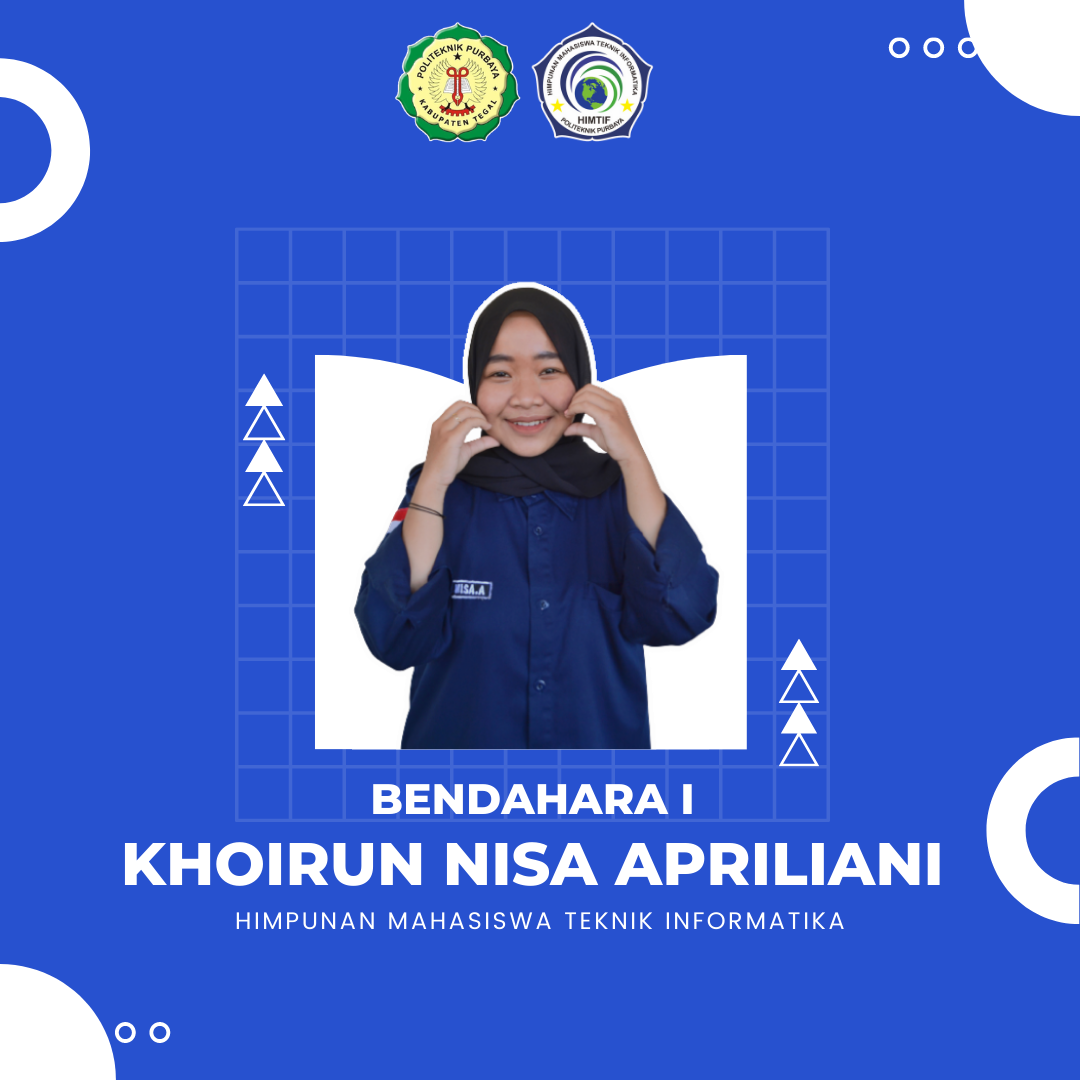 POLITEKNIK PURBAYA
KABUPATEN TEGAL
HIMPUNAN MAHASISWA TEKNIK INFORMATIKA
HIMTIF
POLITEKNIK PURBAYA
NISA.A
BENDAHARA I
KHOIRUN NISA APRILIANI
HIMPUNAN MAHASISWA TEKNIK INFORMATIKA